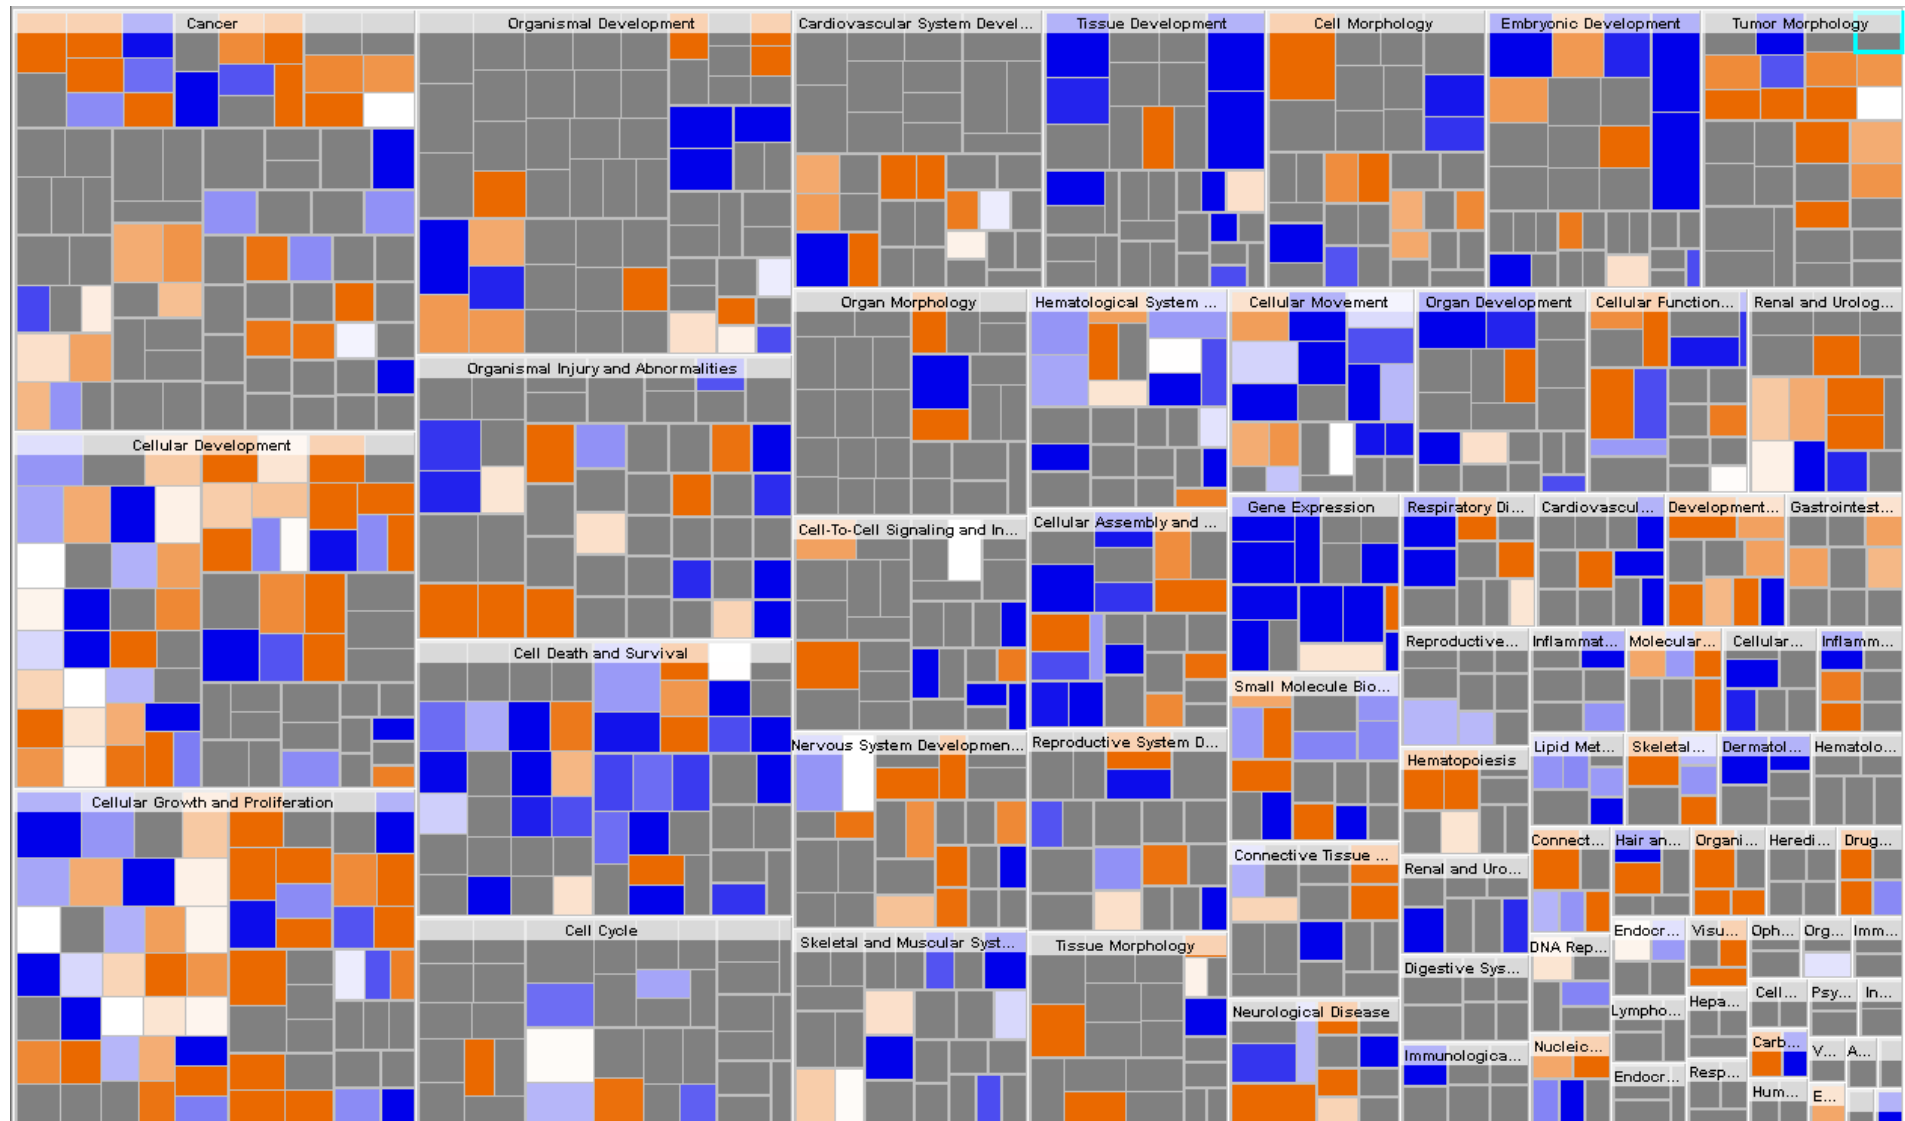 Cancer
Organismal Development
Cardiovascular System Devel...
Tissue Development
Cell Morphology
Embryonic Development
Tumor Morphology
Organ Morphology
Hematological System ...
Cellular Movement
Organ Development
Cellular Function...
Renal and Urolog...
Organismal Injury and Abnormalities
Cellular Development
Gene Expression
Respiratory Di...
Cardiovascul...
Development...
Gastrointest...
Cell-To-Cell Signaling and In...
Cellular Assembly and ...
Reproductive...
Inflammat...
Molecular...
Cellular...
Inflamm...
Cell Death and Survival
Small Molecule Bio...
Nervous System Developmen...
Reproductive System D...
Hematopoiesis
Lipid Met...
Skeletal...
Dermatol...
Hematolo...
Cellular Growth and Proliferation
Connective Tissue ...
Connect...
Hair an...
Organi...
Heredi...
Drug...
Renal and Uro...
Cell Cycle
Skeletal and Muscular Syst...
Tissue Morphology
DNA Rep...
Endocr...
Visu...
Oph...
Org...
Imm...
Digestive Sys...
Neurological Disease
Lympho...
Hepa...
Cell...
Psy...
In...
Immunologica...
Nucleic...
Carb...
V...
A...
Endocr...
Resp...
Hum...
E...